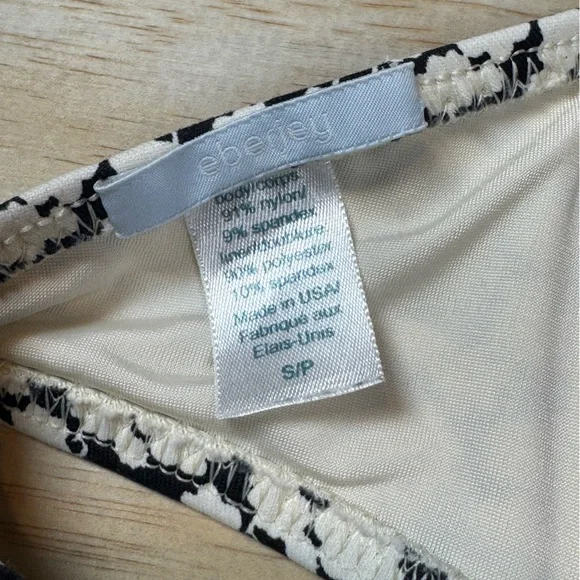 eberjey
body/corps
91% nylon/
9% spandex
liner/doublure
90% polyester
10% spandex
Made in USA/
Fabriqué aux
Etats-Unis
S/P